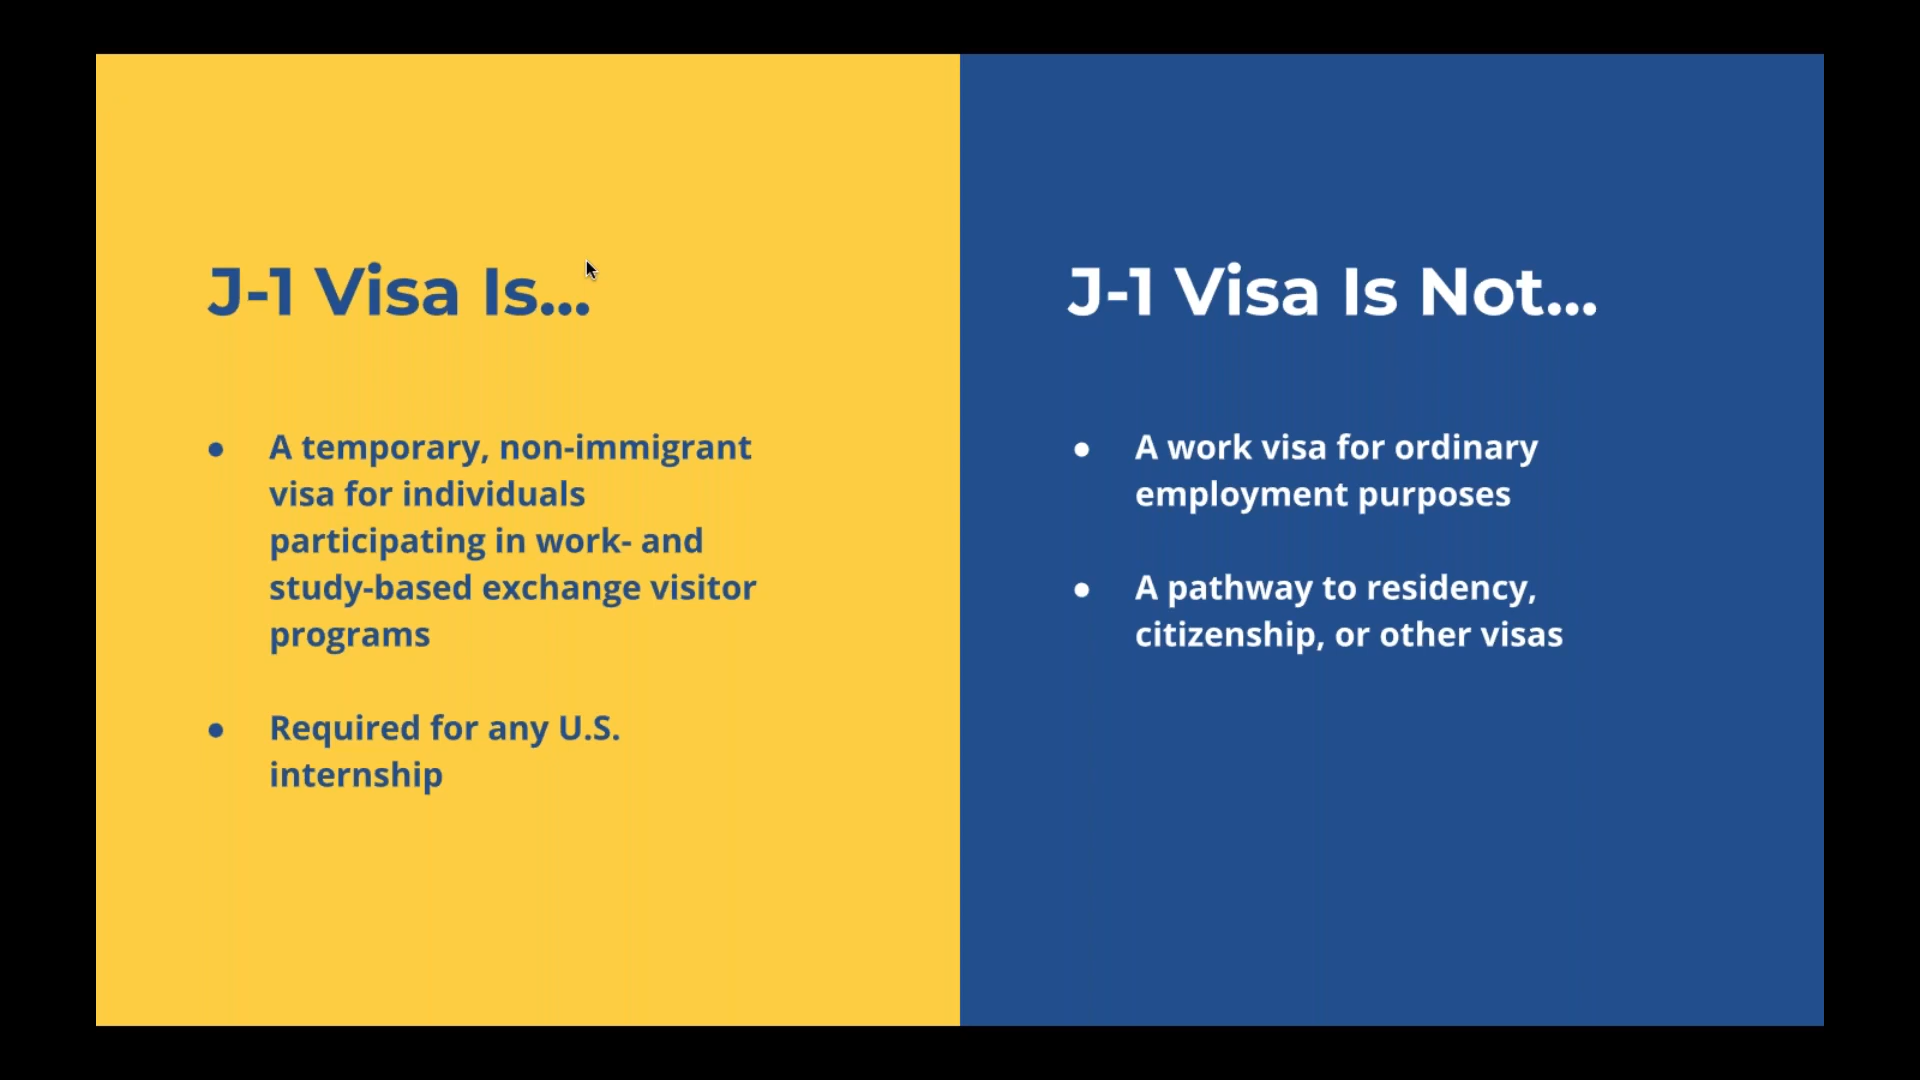 J-1 Visa Is...
● A temporary, non-immigrant
visa for individuals
participating in work- and
study-based exchange visitor
programs
● Required for any U.S.
internship
J-1 Visa Is Not...
● A work visa for ordinary
employment purposes
● A pathway to residency,
citizenship, or other visas